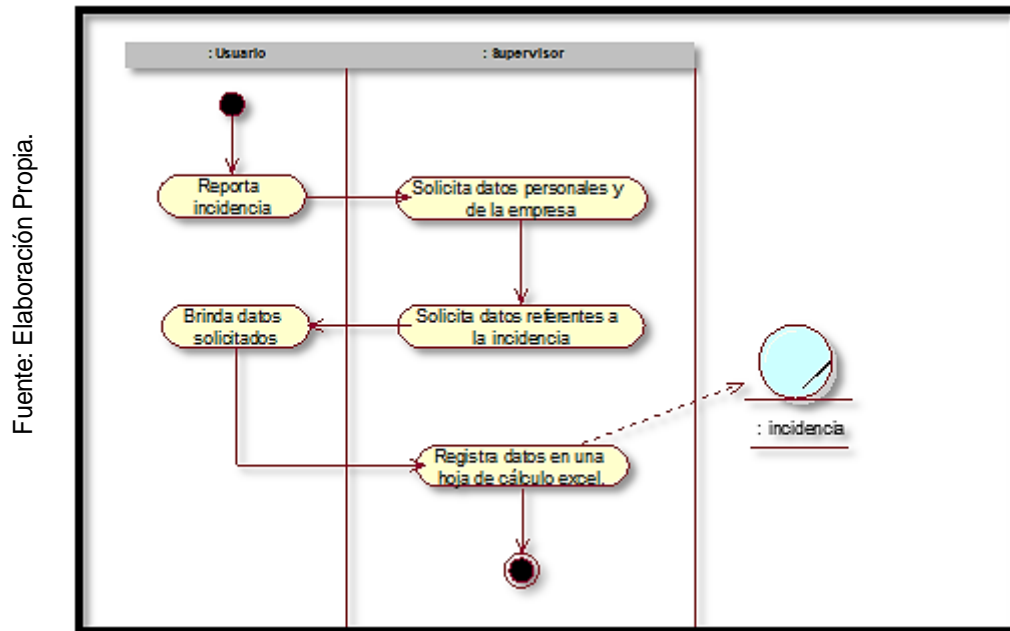 : Usuario
: Supervisor
Reporta
incidencia
Solicita datos personales y
de la empresa
Solicita datos referentes a
la incidencia
Brinda datos
solicitados
Registra datos en una
hoja de cálculo excel.
: incidencia
Fuente: Elaboración Propia.